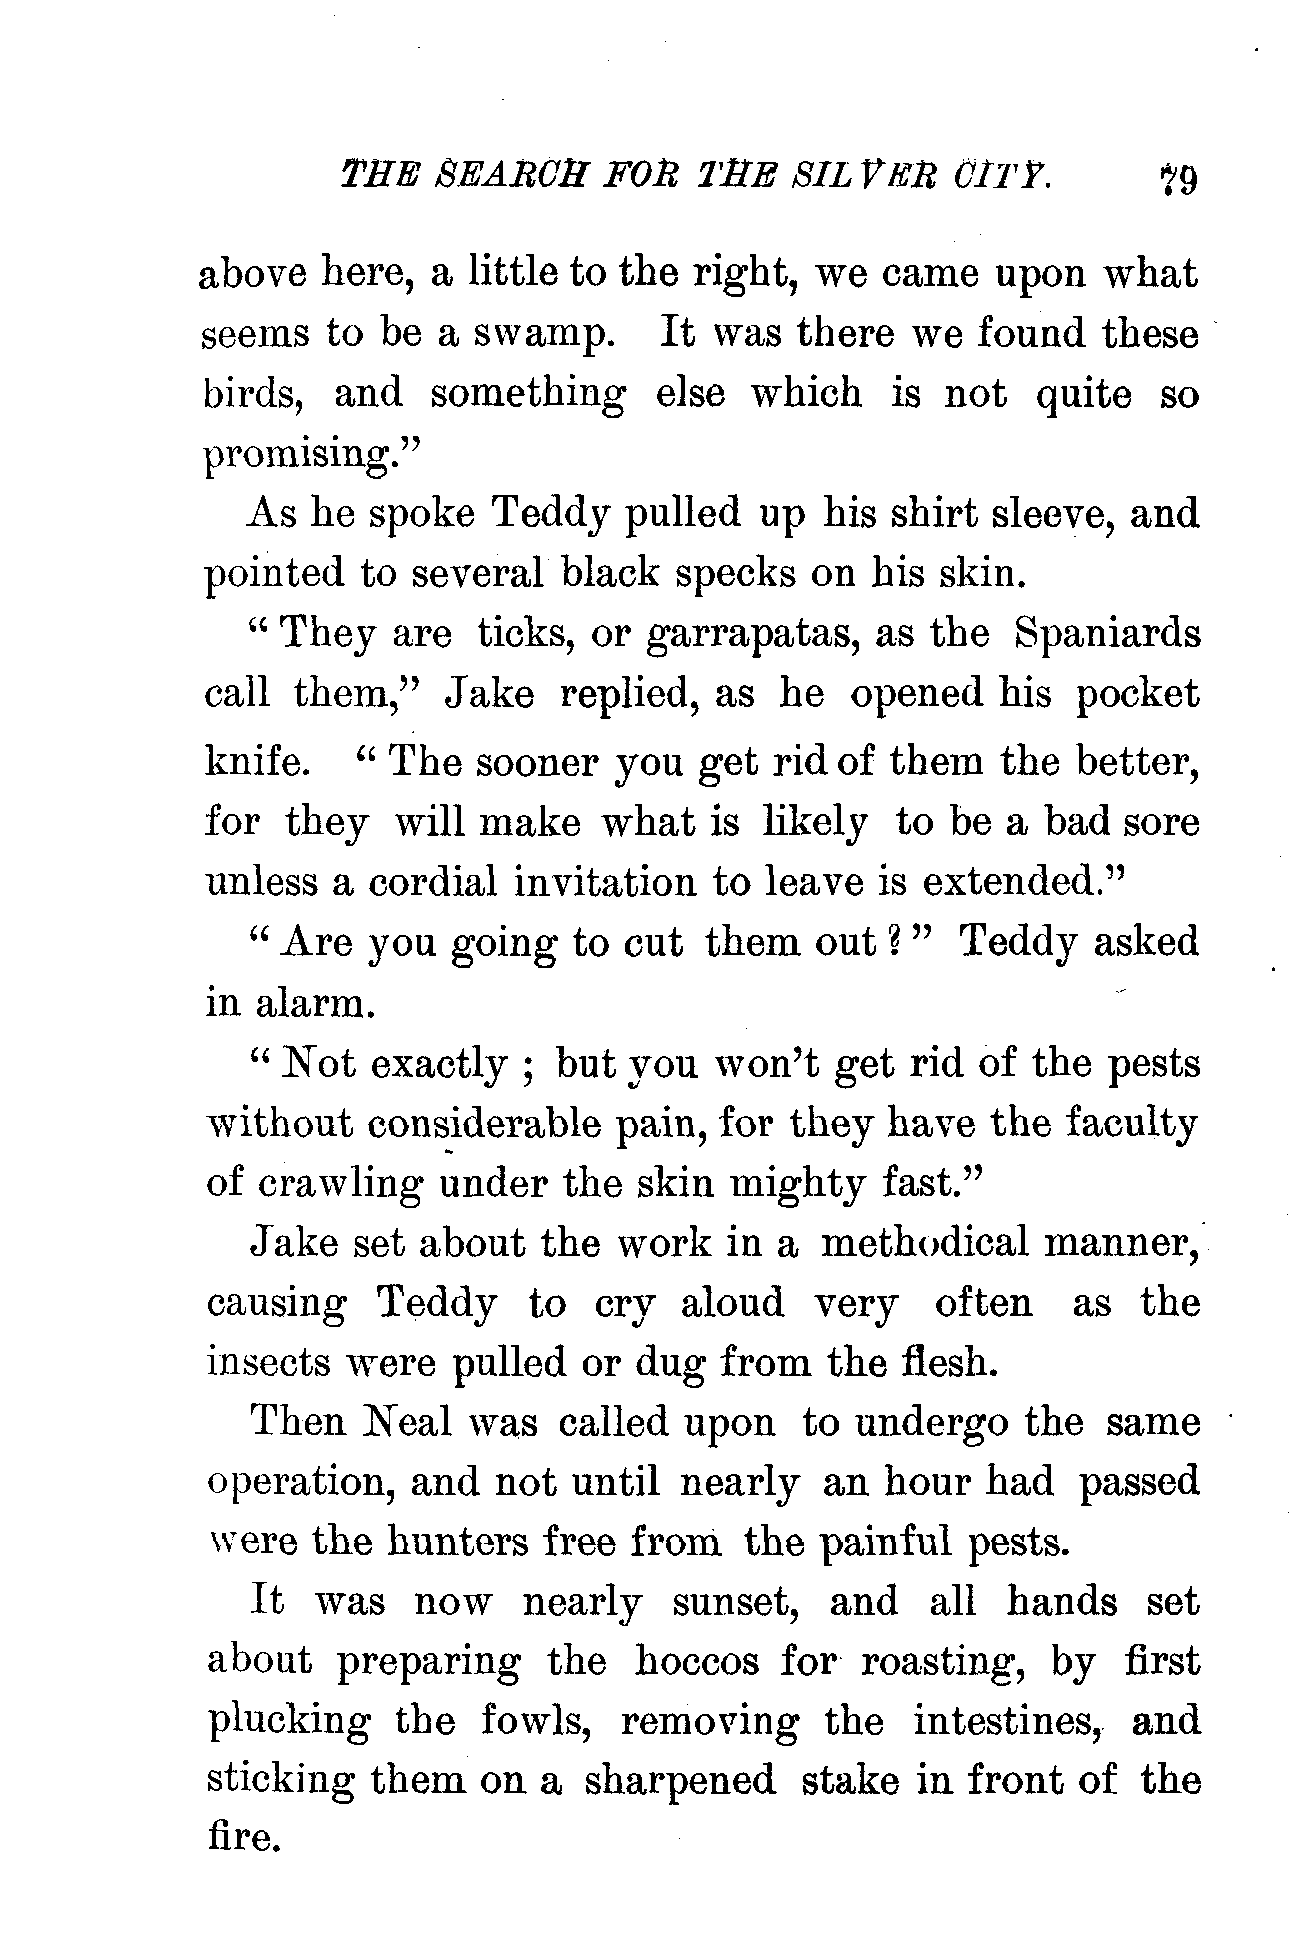 THE SEARCH FOR THE SILVER CITY. 79
above here, a little to the right, we came upon what
seems to be a swamp. It was there we found these
birds, and something else which is not quite so
promising."
As he spoke Teddy pulled up his shirt sleeve, and
pointed to several black specks on his skin.
"They are ticks, or garrapatas, as the Spaniards
call them," Jake replied, as he opened his pocket
knife. "The sooner you get rid of them the better,
for they will make what is likely to be a bad sore
unless a cordial invitation to leave is extended."
"Are you going to cut them out?" Teddy asked
in alarm.
"Not exactly; but you won't get rid of the pests
without considerable pain, for they have the faculty
of crawling under the skin mighty fast."
Jake set about the work in a methodical manner,
causing Teddy to cry aloud very often as the
insects were pulled or dug from the flesh.
Then Neal was called upon to undergo the same
operation, and not until nearly an hour had passed
were the hunters free from the painful pests.
It was now nearly sunset, and all hands set
about preparing the hoccos for roasting, by first
plucking the fowls, removing the intestines, and
sticking them on a sharpened stake in front of the
fire.